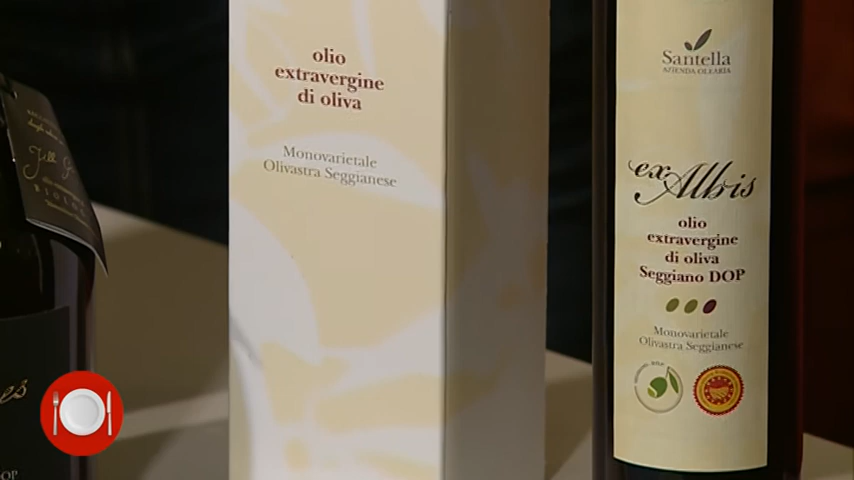 olio
extravergine
di oliva
Monovarietale
Olivastra Seggianese
Santella
AZIENDA OLEARIA
ex Albis
olio
extravergine
di oliva
Seggiano DOP
Monovarietale
Olivastra Seggianese
DOP